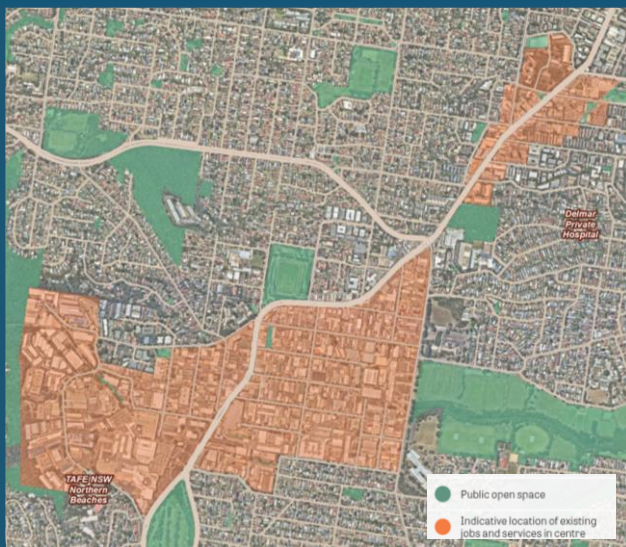 Delmar
Private
Hospital
TAFE NSW
Northern
Beaches
Public open space
Indicative location of existing
jobs and services in centre